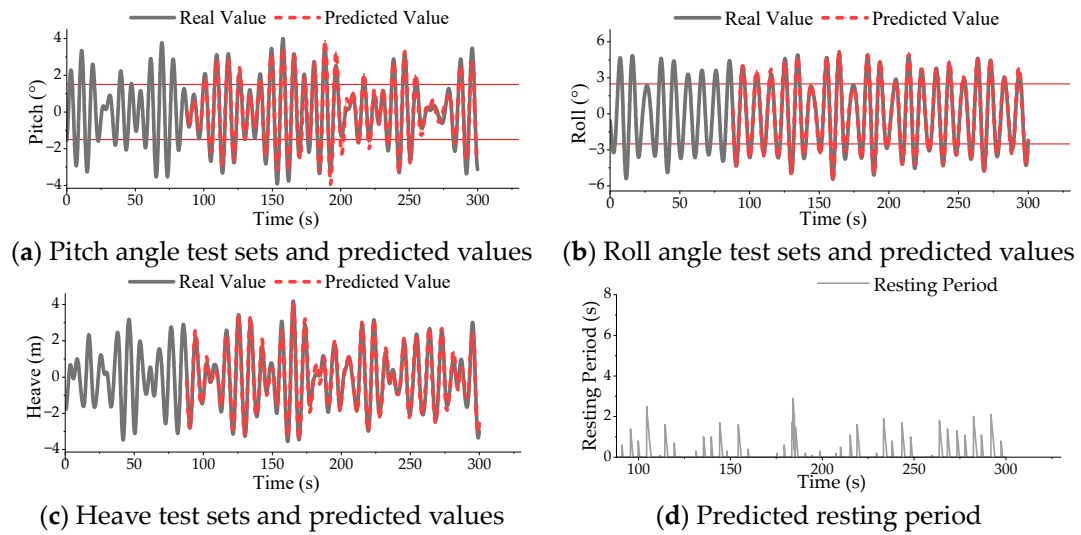 Real Value Predicted Value
4
2
0
−2
−4
Pitch (°)
0 50 100 150 200 250 300
Time (s)
(a) Pitch angle test sets and predicted values
Real Value Predicted Value
6
3
0
−3
−6
Roll (°)
0 50 100 150 200 250 300
Time (s)
(b) Roll angle test sets and predicted values
Real Value Predicted Value
4
2
0
−2
−4
Heave (m)
0 50 100 150 200 250 300
Time (s)
(c) Heave test sets and predicted values
Resting Period
8
6
4
2
0
Resting Period (s)
100 150 200 250 300
Time (s)
(d) Predicted resting period